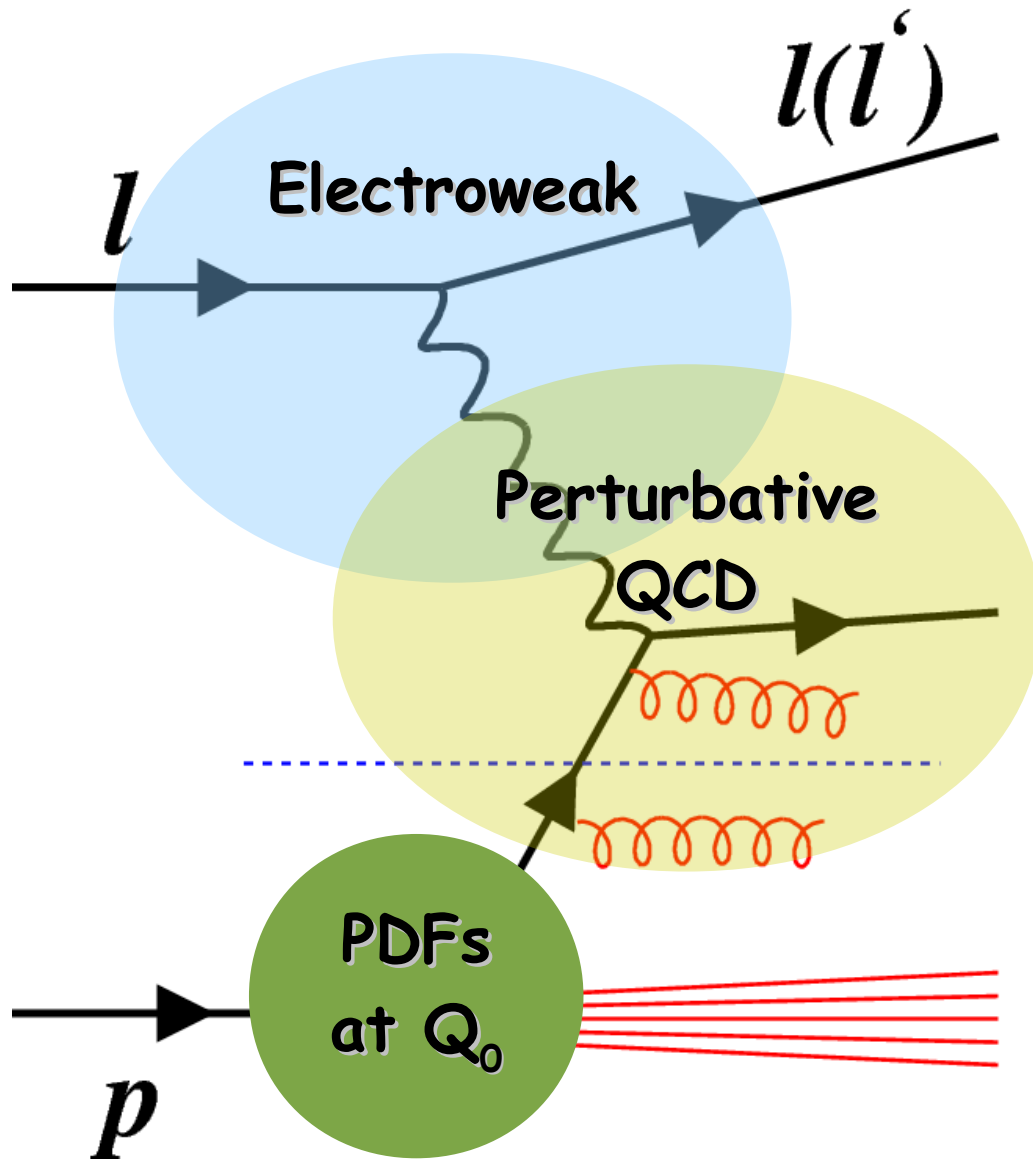 l(l‘)
Electroweak
l
Perturbative
QCD
PDFs
at Q₀
p